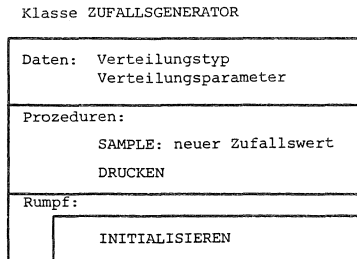 Klasse ZUFALLSGENERATOR
Daten: Verteilungstyp
Verteilungsparameter
Prozeduren:
SAMPLE: neuer Zufallswert
DRUCKEN
Rumpf:
INITIALISIEREN